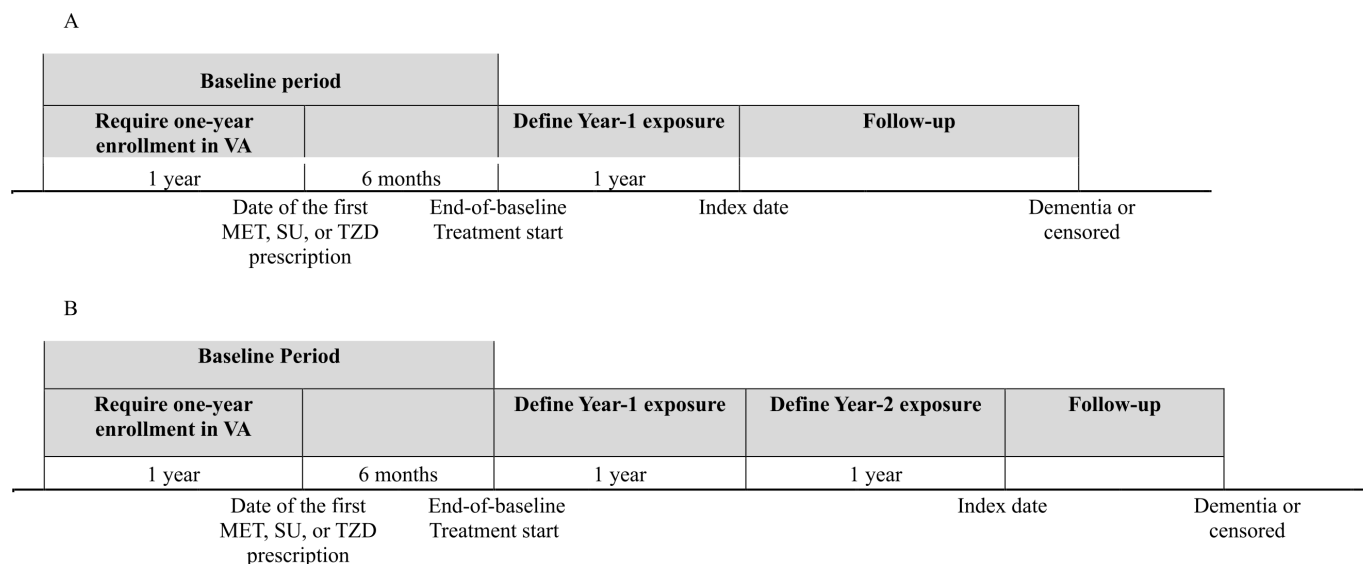 A
Baseline period
Require one-year
enrollment in VA
Define Year-1 exposure
Follow-up
1 year
6 months
1 year
Date of the first
MET, SU, or TZD
prescription
End-of-baseline
Treatment start
Index date
Dementia or
censored
B
Baseline Period
Require one-year
enrollment in VA
Define Year-1 exposure
Define Year-2 exposure
Follow-up
1 year
6 months
1 year
1 year
Date of the first
MET, SU, or TZD
prescription
End-of-baseline
Treatment start
Index date
Dementia or
censored